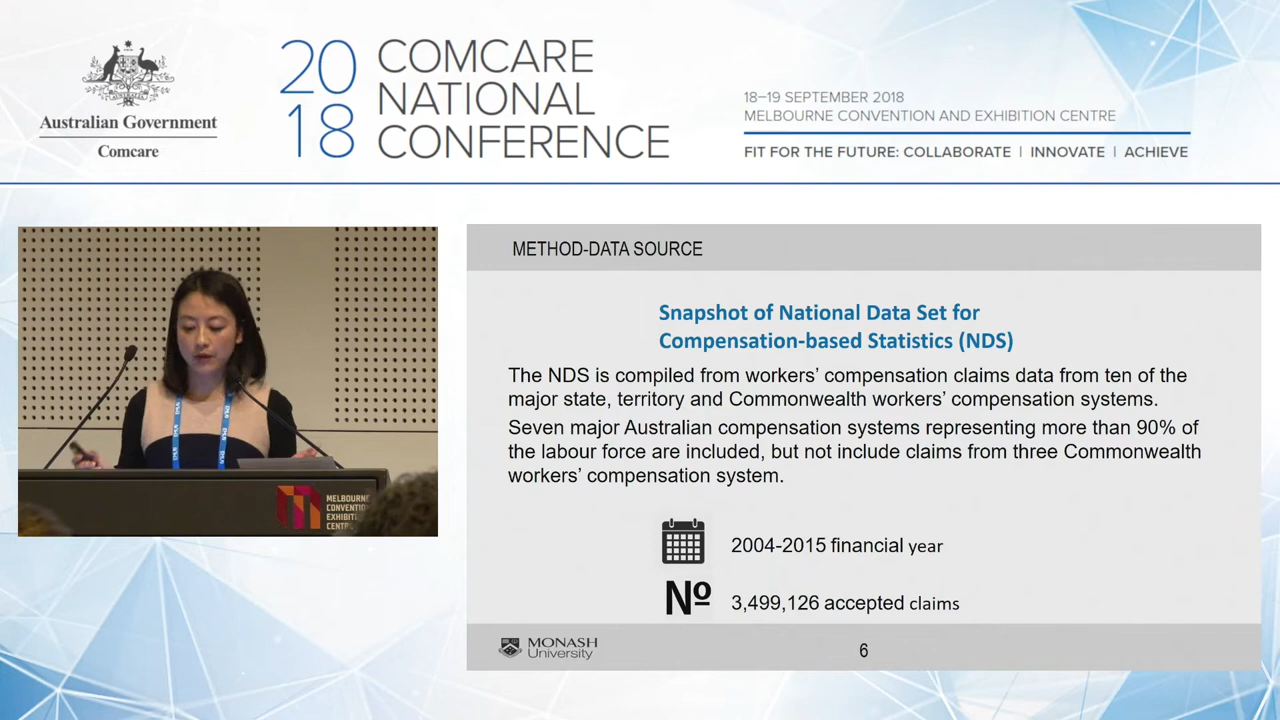 Australian Government
Comcare
20
18
COMCARE
NATIONAL
CONFERENCE
18–19 SEPTEMBER 2018
MELBOURNE CONVENTION AND EXHIBITION CENTRE
FIT FOR THE FUTURE: COLLABORATE | INNOVATE | ACHIEVE
MELBOURNE
CONVENTION
EXHIBITI
CENTRE
METHOD-DATA SOURCE
Snapshot of National Data Set for
Compensation-based Statistics (NDS)
The NDS is compiled from workers’ compensation claims data from ten of the
major state, territory and Commonwealth workers’ compensation systems.
Seven major Australian compensation systems representing more than 90% of
the labour force are included, but not include claims from three Commonwealth
workers’ compensation system.
2004-2015 financial year
Nº
3,499,126 accepted claims
MONASH
University
6